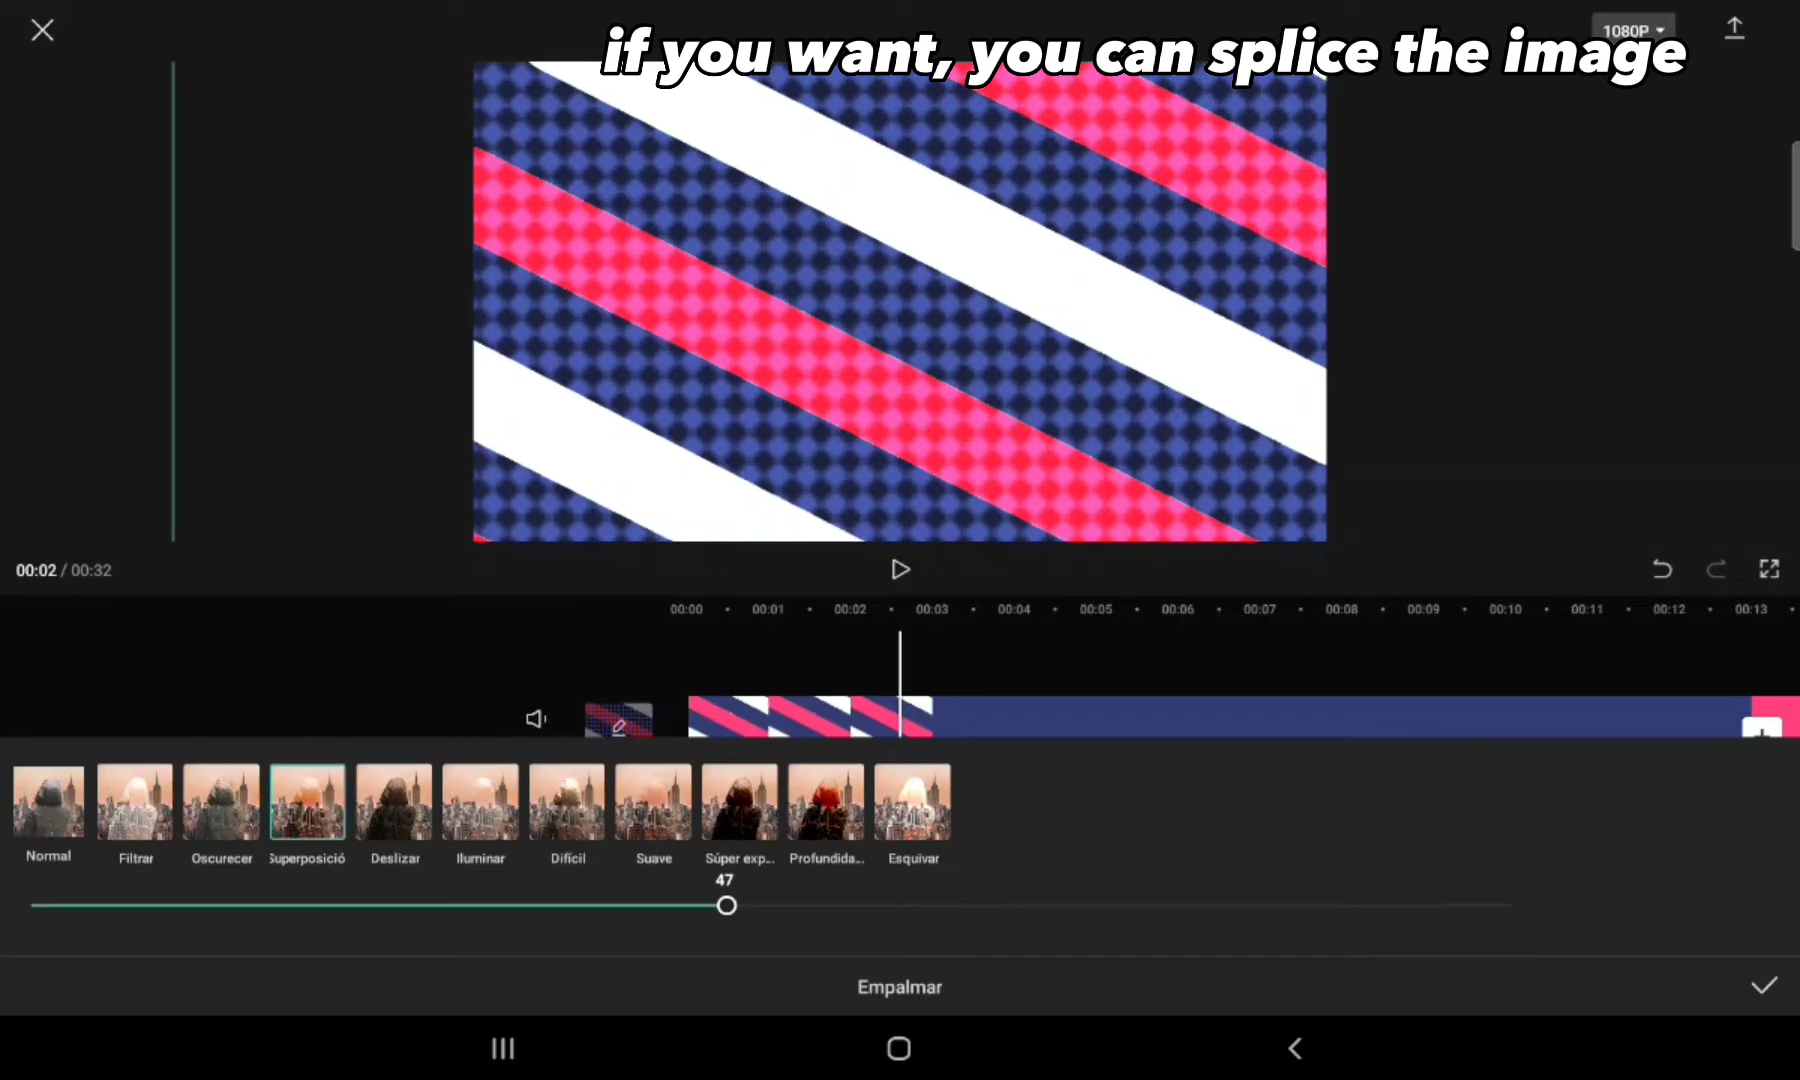 1080P
if you want, you can splice the image
00:02 / 00:32
00:00 00:01 00:02 00:03 00:04 00:05 00:06 00:07 00:08 00:09 00:10 00:11 00:12 00:13
Normal Filtrar Oscurecer Superposició Deslizar Iluminar Difícil Suave Súper exp... Profundida... Esquivar
47
Empalmar